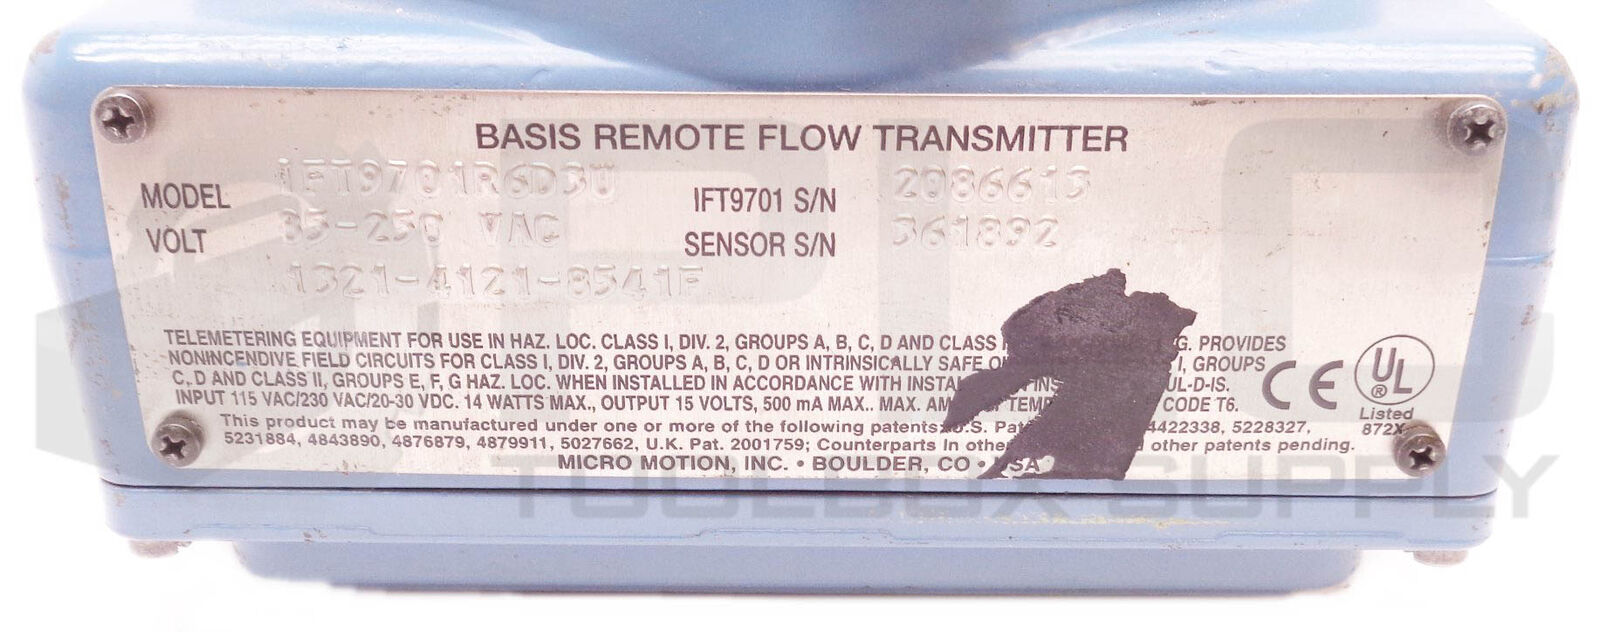 BASIS REMOTE FLOW TRANSMITTER
MODEL IFT9701R6D3U IFT9701 S/N 2086613
VOLT 85-250 VAC SENSOR S/N 361892
1321-4121-8541F
TELEMETERING EQUIPMENT FOR USE IN HAZ. LOC. CLASS I, DIV. 2, GROUPS A, B, C, D AND CLASS G. PROVIDES
NONINCENDIVE FIELD CIRCUITS FOR CLASS I, DIV. 2, GROUPS A, B, C, D OR INTRINSICALLY SAFE I, GROUPS
C, D AND CLASS II, GROUPS E, F, G HAZ. LOC. WHEN INSTALLED IN ACCORDANCE WITH UL-D-IS.
INPUT 115 VAC/230 VAC/20-30 VDC. 14 WATTS MAX., OUTPUT 15 VOLTS, 500 mA MAX.. MAX. CODE T6.
This product may be manufactured under one or more of the following patents: U.S. 4422338, 5228327,
5231884, 4843890, 4876879, 4879911, 5027662, U.K. Pat. 2001759; Counterparts In other patents pending.
MICRO MOTION, INC. • BOULDER, CO • USA
CE
UL
®
Listed
872X
PLC
TOOLBOX SUPPLY